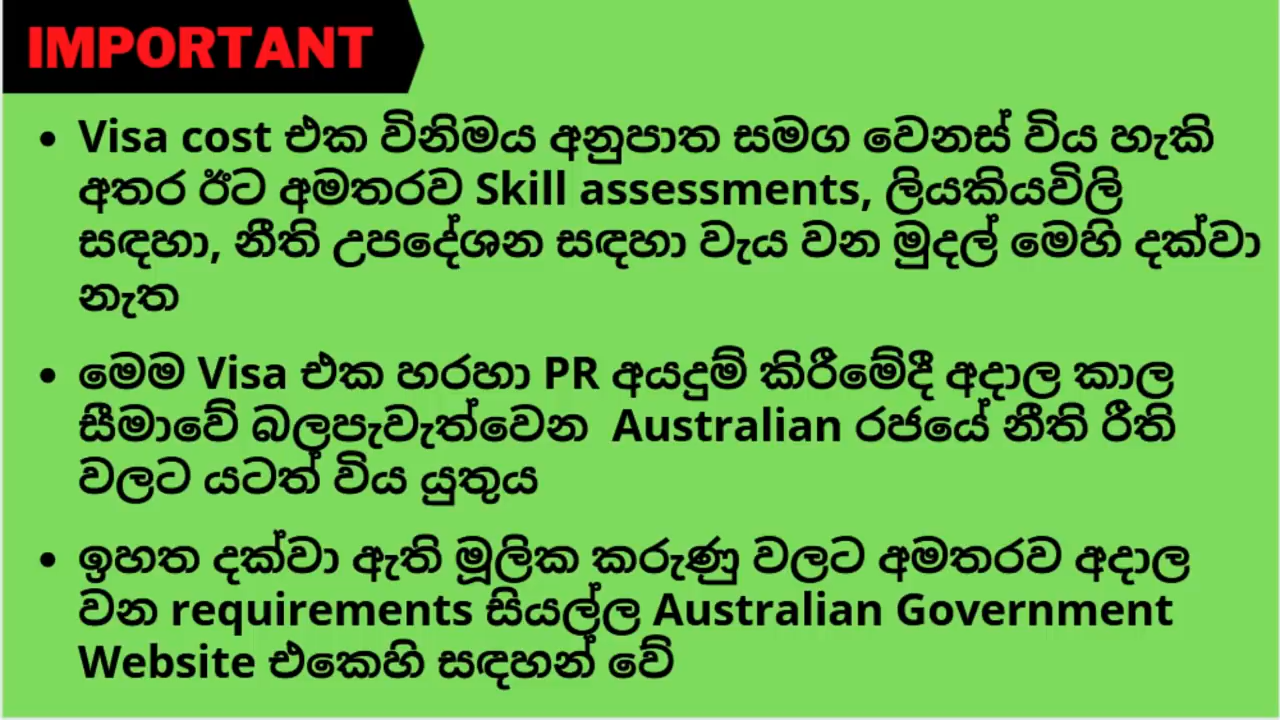 IMPORTANT
• Visa cost එක විනිමය අනුපාත සමග වෙනස් විය හැකි
අතර ඊට අමතරව Skill assessments, ලියකියවිලි
සඳහා, නීති උපදේශන සඳහා වැය වන මුදල් මෙහි දක්වා
නැත
• මෙම Visa එක හරහා PR අයදුම් කිරීමේදී අදාල කාල
සීමාවේ බලපැවැත්වෙන Australian රජයේ නීති රීති
වලට යටත් විය යුතුය
• ඉහත දක්වා ඇති මූලික කරුණු වලට අමතරව අදාල
වන requirements සියල්ල Australian Government
Website එකෙහි සඳහන් වේ